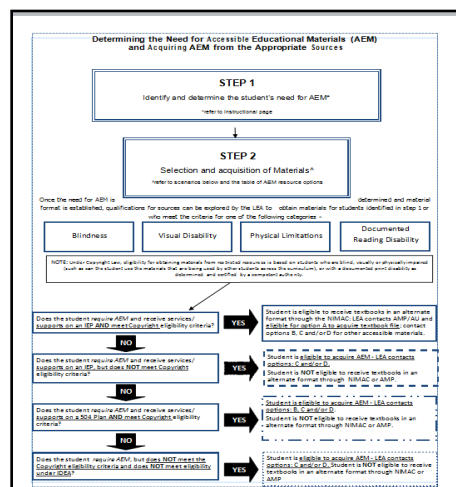 Determining the Need for Accessible Educational Materials (AEM)
and Acquiring AEM from the Appropriate Sources
STEP 1
Identify and determine the student's need for AEM*
*refer to instructional page
STEP 2
Selection and acquisition of Materials^
^refer to scenarios below and the table of AEM resource options
Once the need for AEM is determined and material
format is established, qualifications for sources can be explored by the LEA to obtain materials for students identified in step 1 or
who meet the criteria for one of the following categories -
Blindness
Visual Disability
Physical Limitations
Documented
Reading Disability
NOTE: Under Copyright Law, eligibility for obtaining materials from restricted resources is based on students who are blind, visually or physically impaired
(such as can the student use the materials that are being used by other students across the curriculum), or with a documented print disability as
determined and certified by a competent authority.
Does the student require AEM and receive services/
supports on an IEP AND meet Copyright eligibility criteria?
YES
Student is eligible to receive textbooks in an alternate
format through the NIMAC: LEA contacts AMP/AU and
eligible for option A to acquire textbook file; contact
options B, C and/or D for other accessible materials.
NO
Does the student require AEM and receive services/
supports on an IEP, but does NOT meet Copyright
eligibility criteria?
YES
Student is eligible to acquire AEM - LEA contacts
options: C and/or D.
Student is NOT eligible to receive textbooks in an
alternate format through NIMAC or AMP.
NO
Does the student require AEM and receive services/
supports on a 504 Plan AND meet Copyright eligibility
criteria?
YES
Student is eligible to acquire AEM - LEA contacts
options: B, C and/or D.
Student is NOT eligible to receive textbooks in an
alternate format through NIMAC or AMP.
NO
Does the student require AEM, but does NOT meet the
Copyright eligibility criteria and does NOT meet eligibility
under IDEA?
YES
Student is eligible to acquire AEM - LEA contacts
options: C and/or D. Student is NOT eligible to receive
textbooks in an alternate format through NIMAC or
AMP